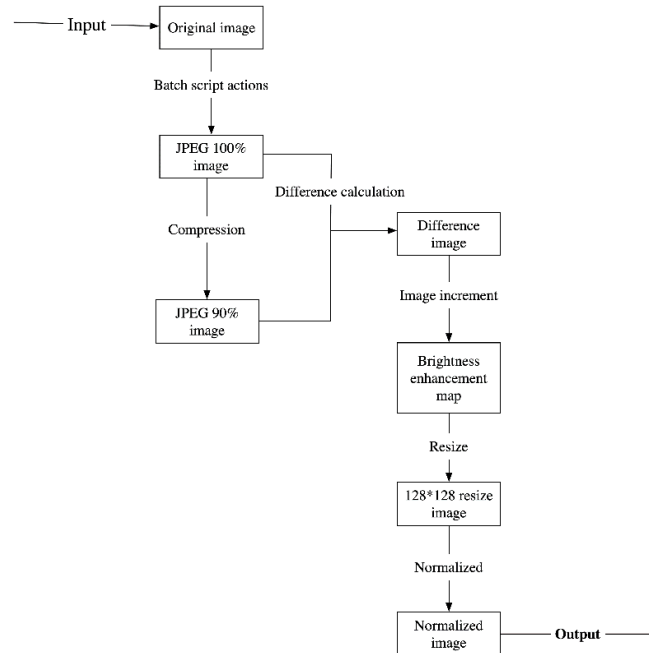 Input
Original image
Batch script actions
JPEG 100%
image
Difference calculation
Compression
Difference
image
JPEG 90%
image
Image increment
Brightness
enhancement
map
Resize
128*128 resize
image
Normalized
Normalized
image
Output